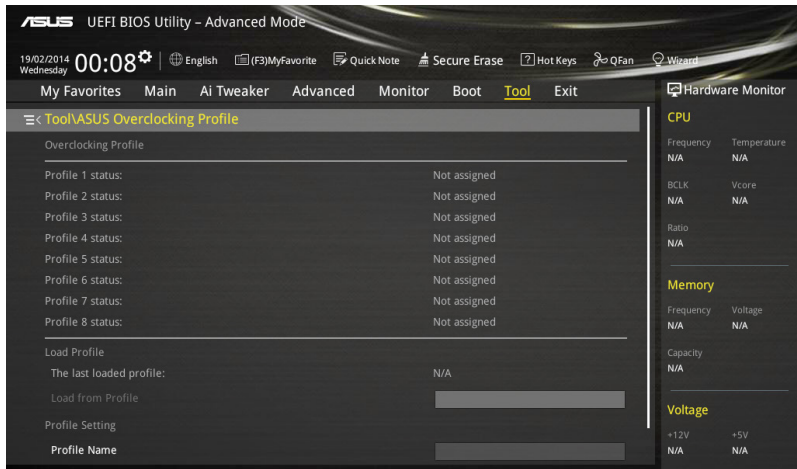 ASUS UEFI BIOS Utility – Advanced Mode
19/02/2014
Wednesday
00:08
English
(F3)MyFavorite
Quick Note
Secure Erase
? Hot Keys
QFan
Wizard
My Favorites Main Ai Tweaker Advanced Monitor Boot Tool Exit
Tool\ASUS Overclocking Profile
Overclocking Profile
Profile 1 status: Not assigned
Profile 2 status: Not assigned
Profile 3 status: Not assigned
Profile 4 status: Not assigned
Profile 5 status: Not assigned
Profile 6 status: Not assigned
Profile 7 status: Not assigned
Profile 8 status: Not assigned
Load Profile
The last loaded profile: N/A
Load from Profile
Profile Setting
Profile Name
Hardware Monitor
CPU
Frequency Temperature
N/A N/A
BCLK Vcore
N/A N/A
Ratio
N/A
Memory
Frequency Voltage
N/A N/A
Capacity
N/A
Voltage
+12V +5V
N/A N/A